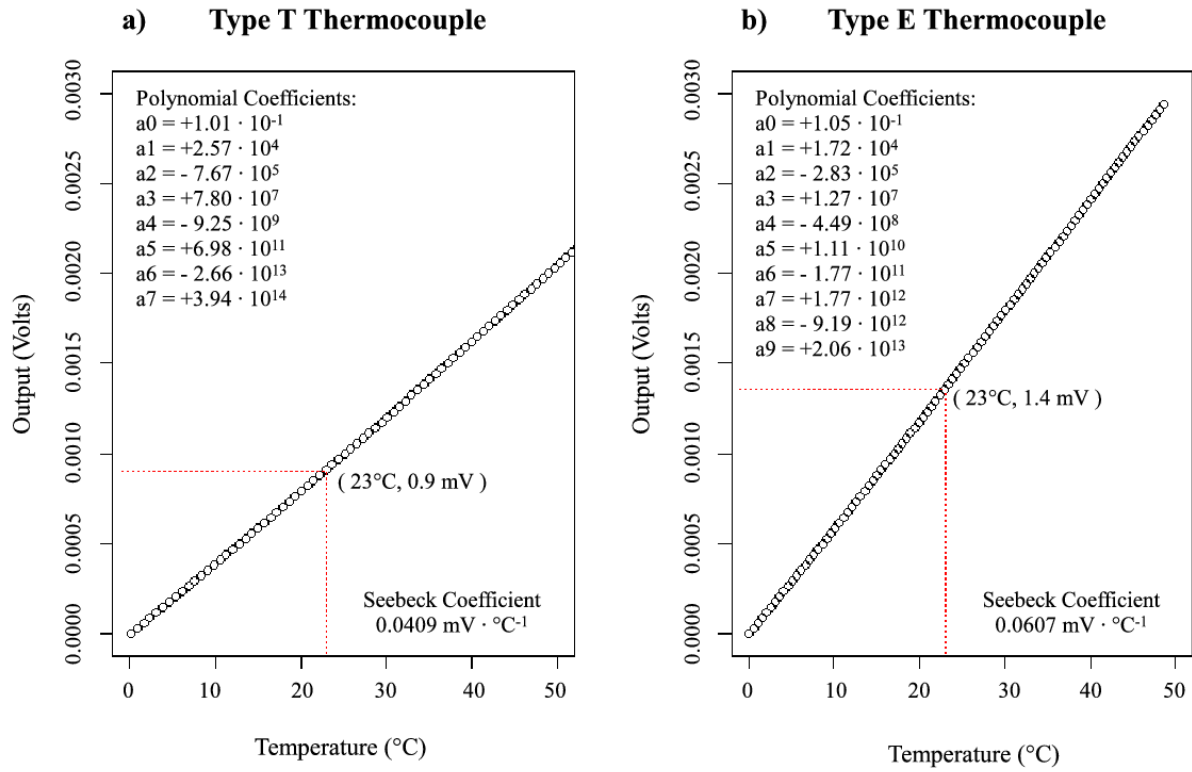 a) Type T Thermocouple
Polynomial Coefficients:
a0 = +1.01 · 10⁻¹
a1 = +2.57 · 10⁴
a2 = - 7.67 · 10⁵
a3 = +7.80 · 10⁷
a4 = - 9.25 · 10⁹
a5 = +6.98 · 10¹¹
a6 = - 2.66 · 10¹³
a7 = +3.94 · 10¹⁴
( 23°C, 0.9 mV )
Seebeck Coefficient
0.0409 mV · °C⁻¹
Output (Volts)
0.0030
0.0025
0.0020
0.0015
0.0010
0.0005
0.0000
0 10 20 30 40 50
Temperature (°C)
b) Type E Thermocouple
Polynomial Coefficients:
a0 = +1.05 · 10⁻¹
a1 = +1.72 · 10⁴
a2 = - 2.83 · 10⁵
a3 = +1.27 · 10⁷
a4 = - 4.49 · 10⁸
a5 = +1.11 · 10¹⁰
a6 = - 1.77 · 10¹¹
a7 = +1.77 · 10¹²
a8 = - 9.19 · 10¹²
a9 = +2.06 · 10¹³
( 23°C, 1.4 mV )
Seebeck Coefficient
0.0607 mV · °C⁻¹
Output (Volts)
0.0030
0.0025
0.0020
0.0015
0.0010
0.0005
0.0000
0 10 20 30 40 50
Temperature (°C)